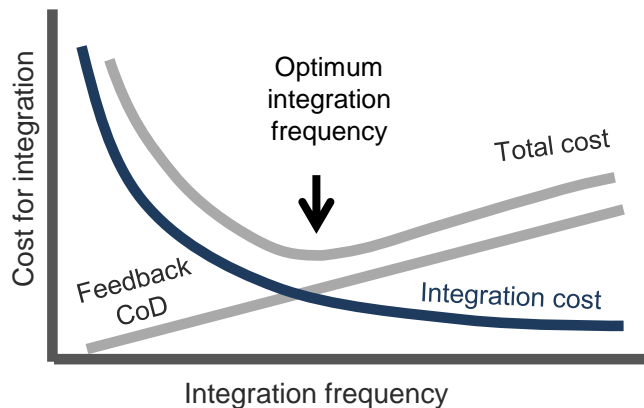 Optimum
integration
frequency
Total cost
Cost for integration
Feedback
CoD
Integration cost
Integration frequency